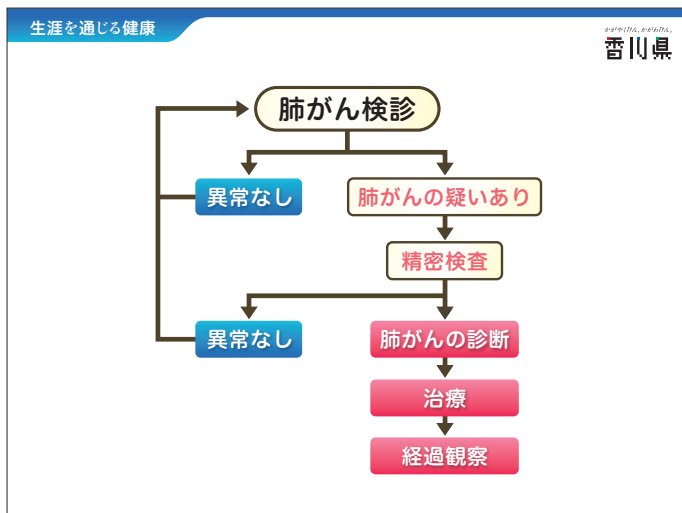 生涯を通じる健康
かがやくけん、かがわけん。
香川県
肺がん検診
異常なし
肺がんの疑いあり
精密検査
異常なし
肺がんの診断
治療
経過観察